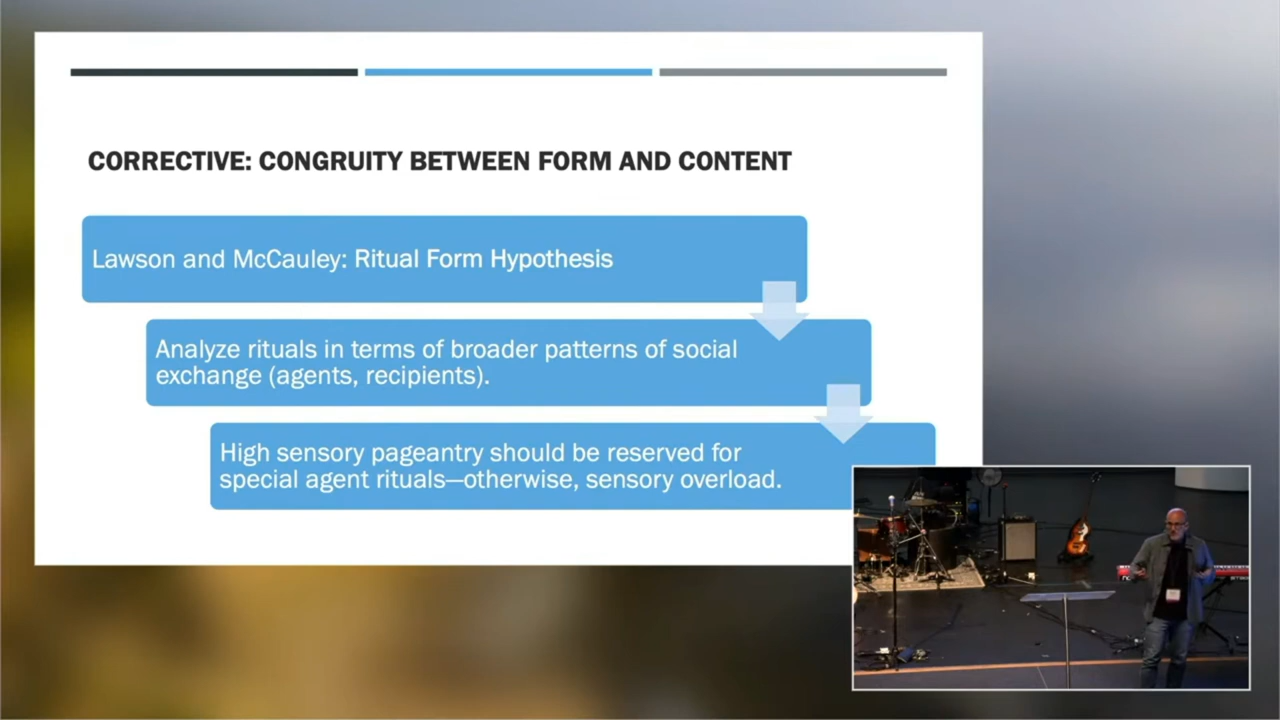 CORRECTIVE: CONGRUITY BETWEEN FORM AND CONTENT
Lawson and McCauley: Ritual Form Hypothesis
Analyze rituals in terms of broader patterns of social
exchange (agents, recipients).
High sensory pageantry should be reserved for
special agent rituals—otherwise, sensory overload.